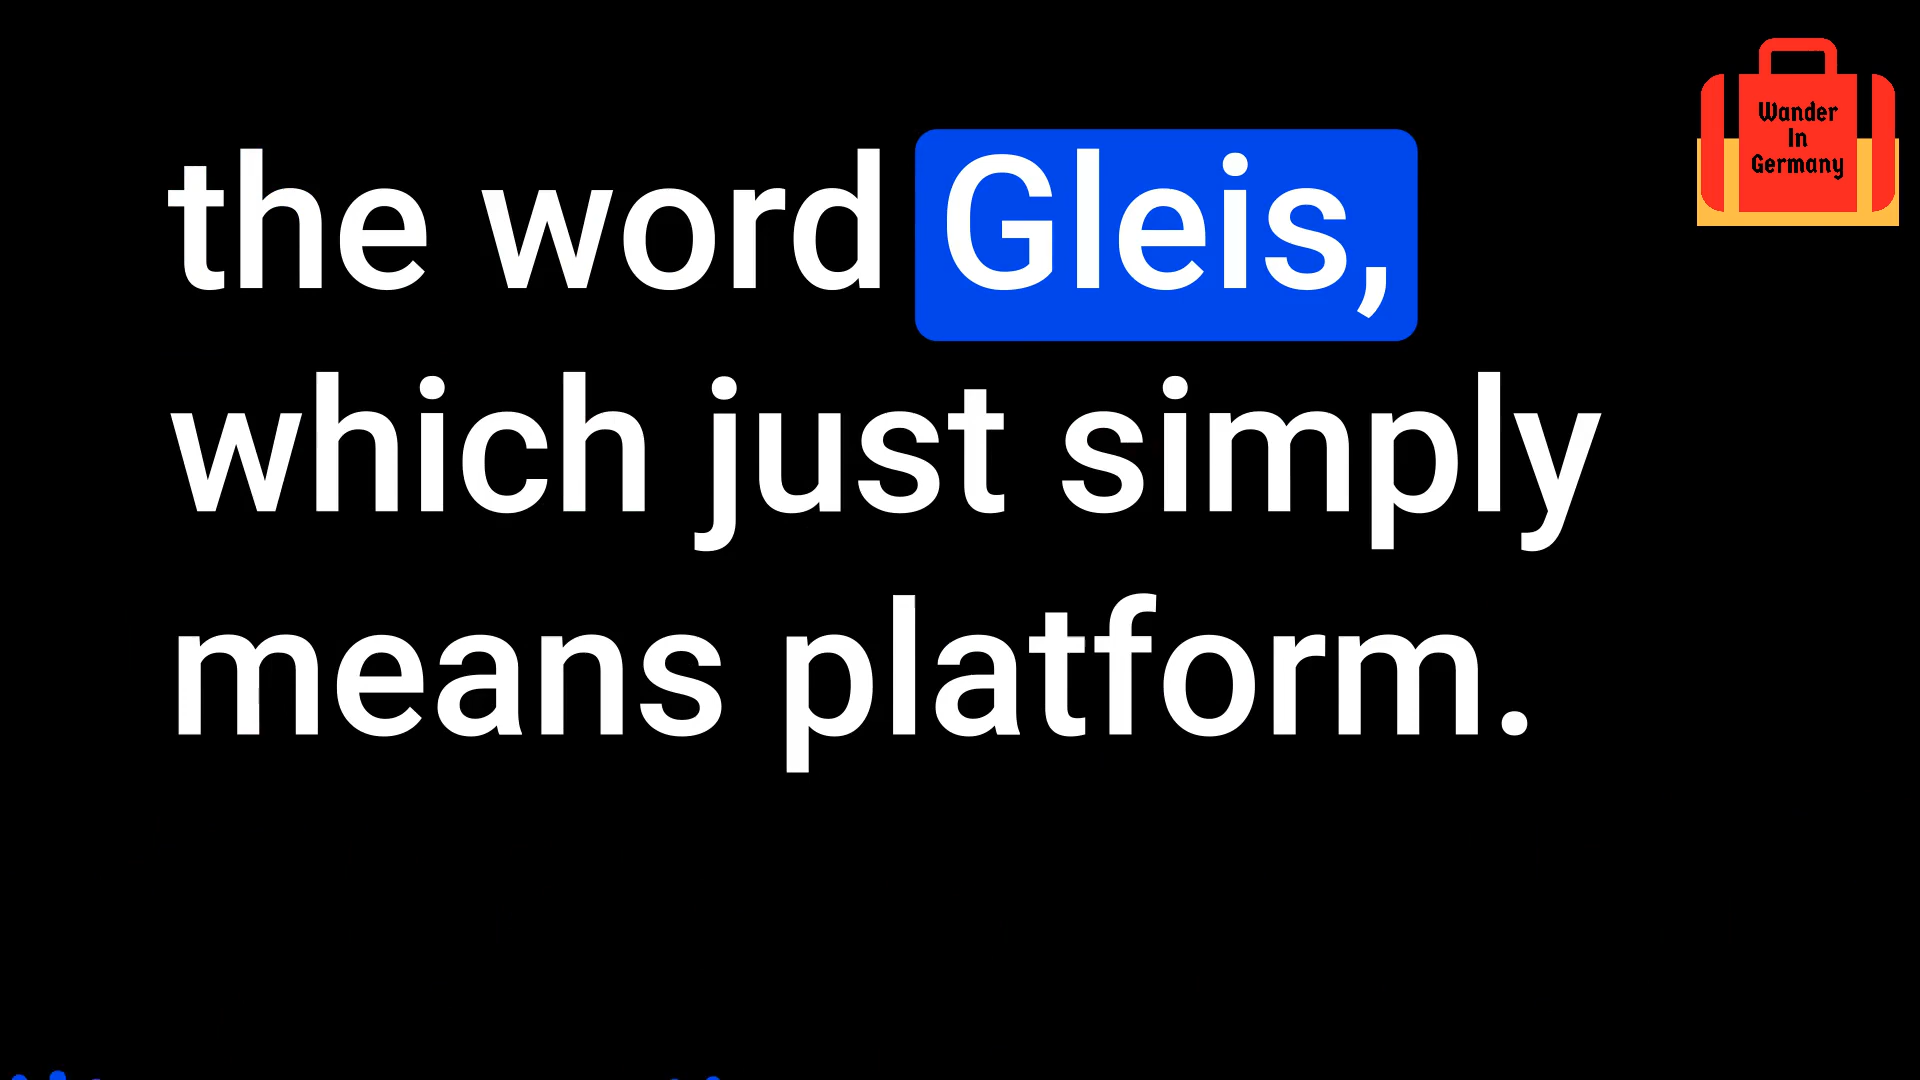 the word Gleis,
which just simply
means platform.
Wander
In
Germany